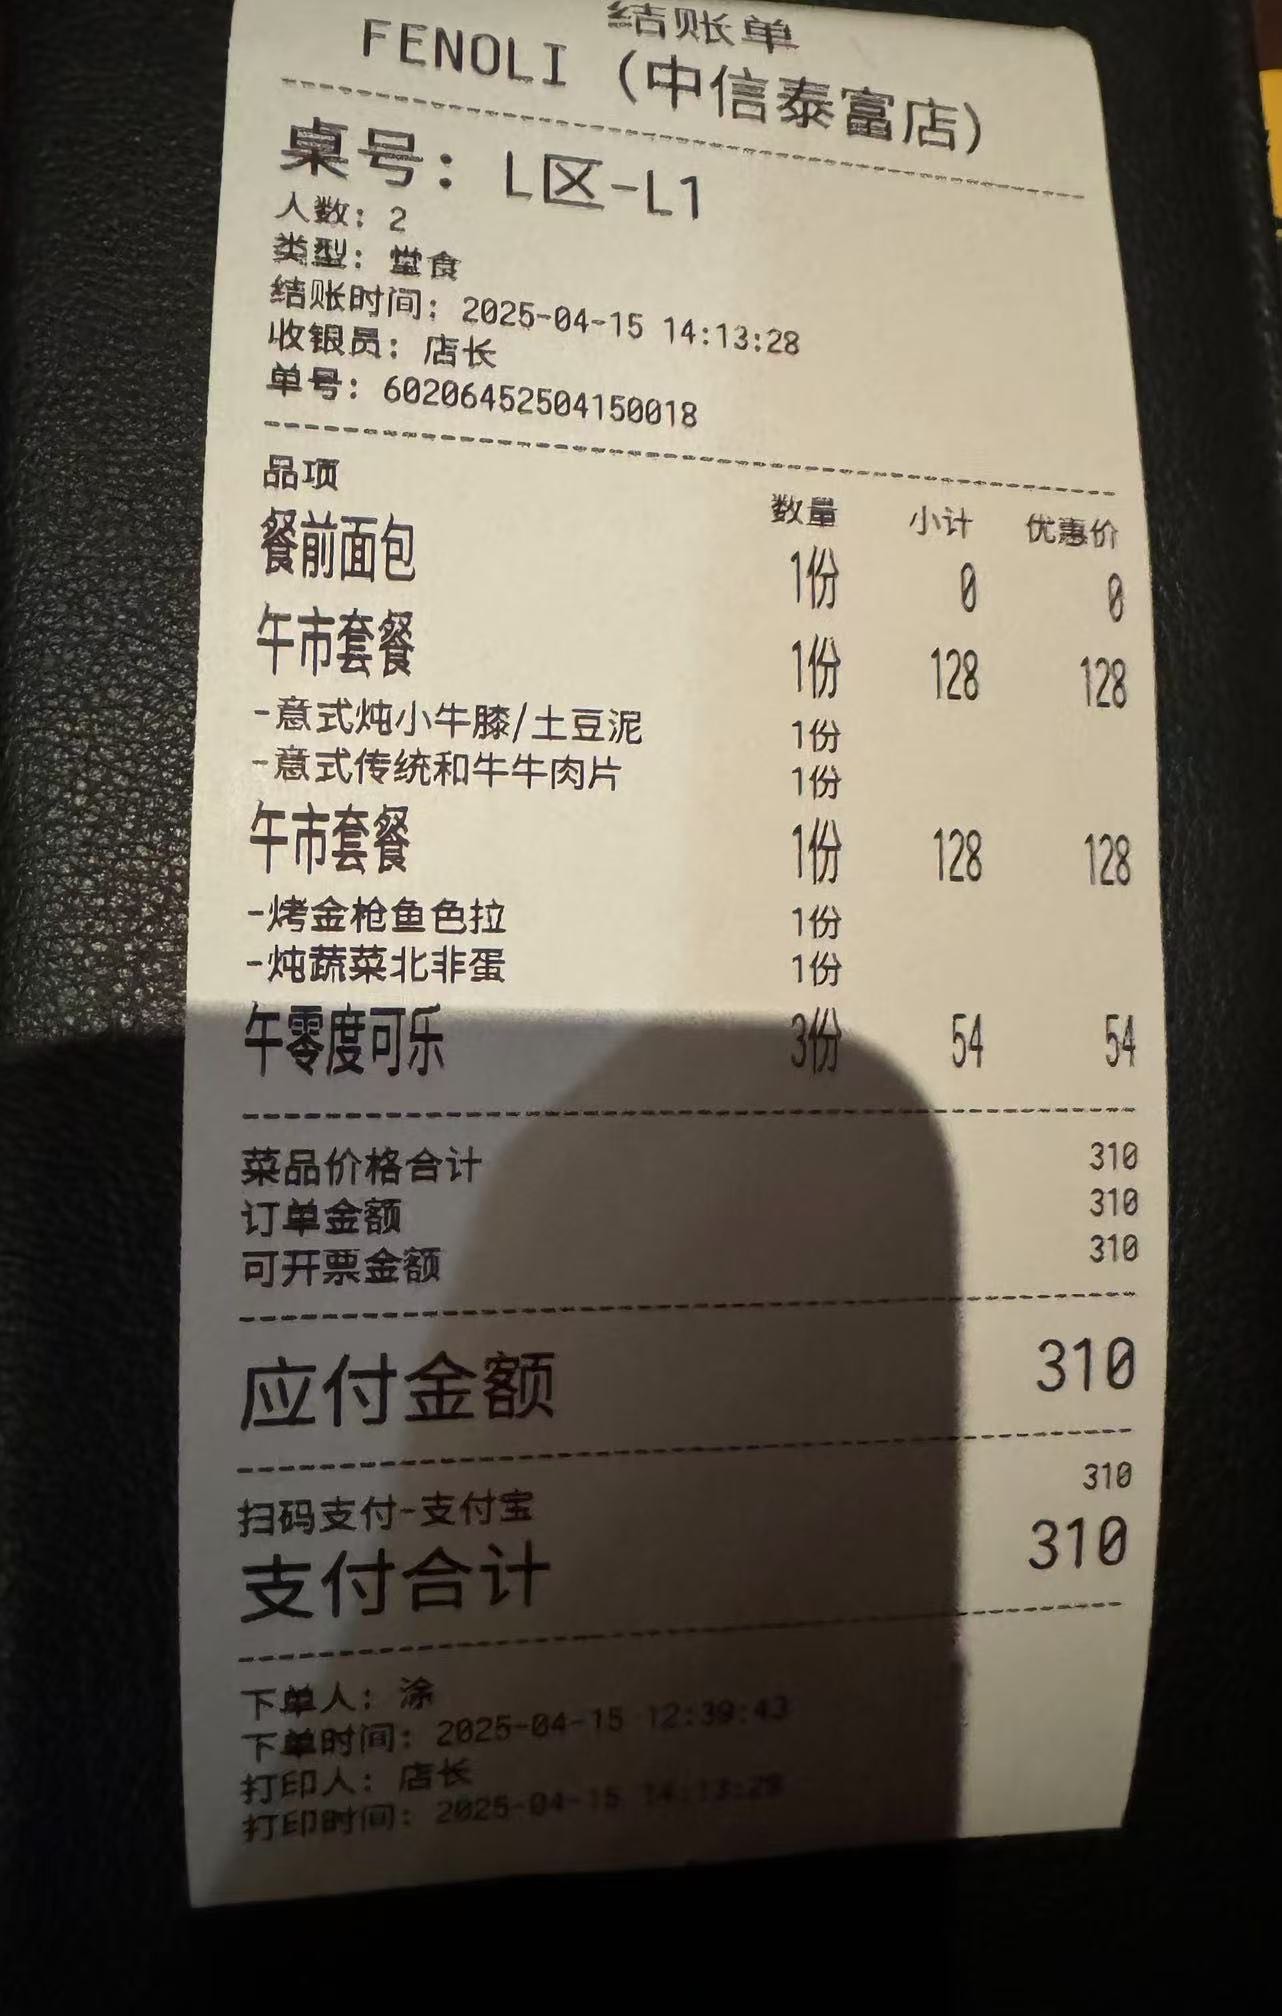 结账单
FENOLI (中信泰富店)
桌号: L区-L1
人数: 2
类型: 堂食
结账时间: 2025-04-15 14:13:28
收银员: 店长
单号: 60206452504150018
品项 数量 小计 优惠价
餐前面包 1份 0 0
午市套餐 1份 128 128
-意式炖小牛膝/土豆泥 1份
-意式传统和牛牛肉片 1份
午市套餐 1份 128 128
-烤金枪鱼色拉 1份
-炖蔬菜北非蛋 1份
午零度可乐 3份 54 54
菜品价格合计 310
订单金额 310
可开票金额 310
应付金额 310
扫码支付-支付宝 310
支付合计 310
下单人: 涂
下单时间: 2025-04-15 12:39:43
打印人: 店长
打印时间: 2025-04-15 14:13:28